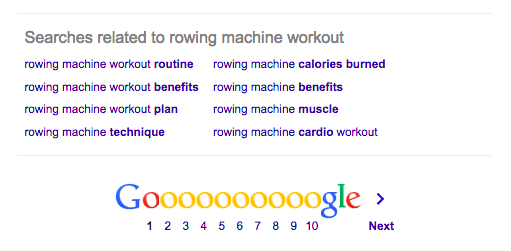 Searches related to rowing machine workout
rowing machine workout routine rowing machine calories burned
rowing machine workout benefits rowing machine benefits
rowing machine workout plan rowing machine muscle
rowing machine technique rowing machine cardio workout
Goooooooooogle >
1 2 3 4 5 6 7 8 9 10 Next